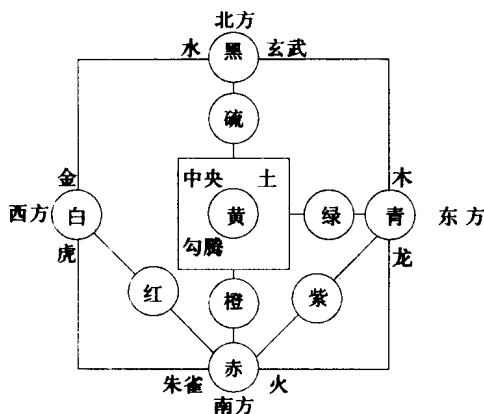 北方
水 黑 玄武
硫
金 中央 土 木
西方 白 黄 绿 青 东方
虎 勾腾 龙
红 橙 紫
赤
朱雀 火
南方